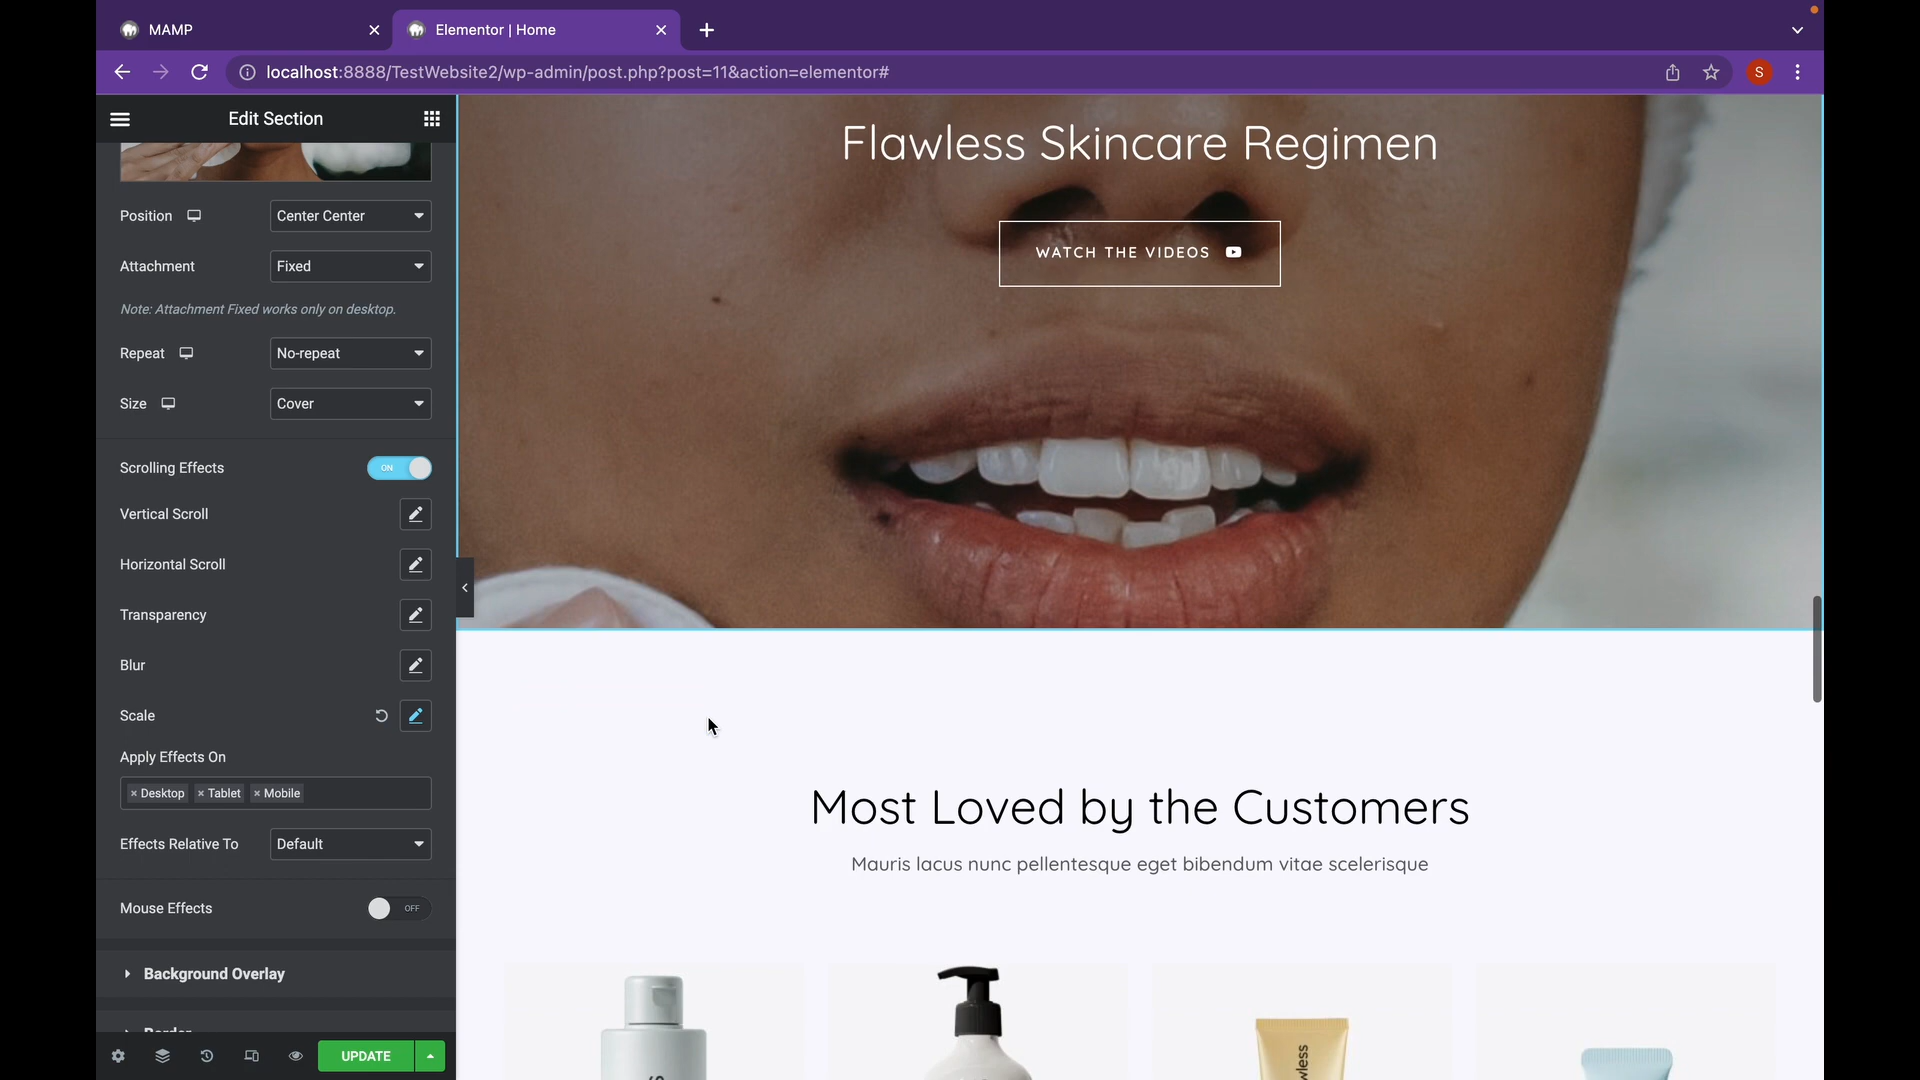 MAMP
Elementor | Home
localhost:8888/TestWebsite2/wp-admin/post.php?post=11&action=elementor#
S
Edit Section
Position
Center Center
Attachment
Fixed
Note: Attachment Fixed works only on desktop.
Repeat
No-repeat
Size
Cover
Scrolling Effects
ON
Vertical Scroll
Horizontal Scroll
Transparency
Blur
Scale
Apply Effects On
× Desktop × Tablet × Mobile
Effects Relative To
Default
Mouse Effects
OFF
Background Overlay
UPDATE
Flawless Skincare Regimen
WATCH THE VIDEOS
Most Loved by the Customers
Mauris lacus nunc pellentesque eget bibendum vitae scelerisque